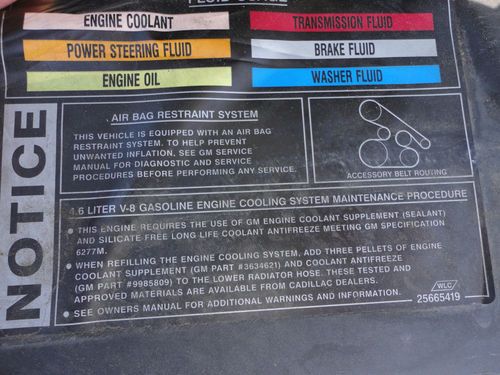 ENGINE COOLANT
TRANSMISSION FLUID
POWER STEERING FLUID
BRAKE FLUID
ENGINE OIL
WASHER FLUID
NOTICE
AIR BAG RESTRAINT SYSTEM
THIS VEHICLE IS EQUIPPED WITH AN AIR BAG
RESTRAINT SYSTEM. TO HELP PREVENT
UNWANTED INFLATION, SEE GM SERVICE
MANUAL FOR DIAGNOSTIC AND SERVICE
PROCEDURES BEFORE PERFORMING ANY SERVICE.
ACCESSORY BELT ROUTING
4.6 LITER V-8 GASOLINE ENGINE COOLING SYSTEM MAINTENANCE PROCEDURE
• THIS ENGINE REQUIRES THE USE OF GM ENGINE COOLANT SUPPLEMENT (SEALANT)
AND SILICATE FREE LONG LIFE COOLANT ANTIFREEZE MEETING GM SPECIFICATION
6277M.
• WHEN REFILLING THE ENGINE COOLING SYSTEM, ADD THREE PELLETS OF ENGINE
COOLANT SUPPLEMENT (GM PART #3634621) AND COOLANT ANTIFREEZE
(GM PART #9985809) TO THE LOWER RADIATOR HOSE. THESE TESTED AND
APPROVED MATERIALS ARE AVAILABLE FROM CADILLAC DEALERS.
• SEE OWNERS MANUAL FOR ADDITIONAL WARNINGS AND INFORMATION.
WLC
25665419